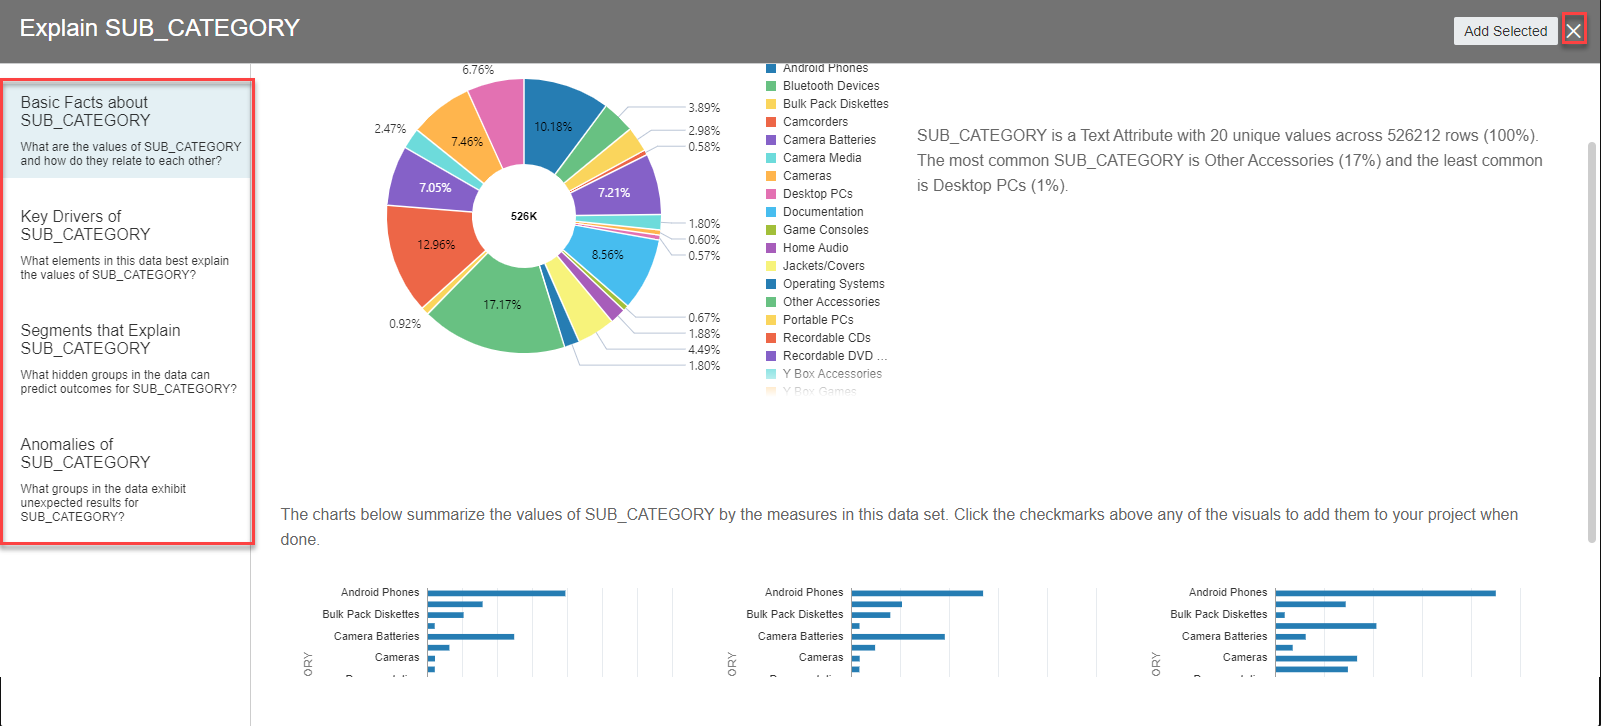 Explain SUB_CATEGORY
Add Selected
Basic Facts about
SUB_CATEGORY
What are the values of SUB_CATEGORY
and how do they relate to each other?
Key Drivers of
SUB_CATEGORY
What elements in this data best explain
the values of SUB_CATEGORY?
Segments that Explain
SUB_CATEGORY
What hidden groups in the data can
predict outcomes for SUB_CATEGORY?
Anomalies of
SUB_CATEGORY
What groups in the data exhibit
unexpected results for
SUB_CATEGORY?
6.76%
10.18%
3.89%
2.98%
0.58%
7.21%
1.80%
0.60%
0.57%
8.56%
0.67%
1.88%
4.49%
1.80%
17.17%
0.92%
12.96%
7.05%
2.47%
7.46%
526K
Android Phones
Bluetooth Devices
Bulk Pack Diskettes
Camcorders
Camera Batteries
Camera Media
Cameras
Desktop PCs
Documentation
Game Consoles
Home Audio
Jackets/Covers
Operating Systems
Other Accessories
Portable PCs
Recordable CDs
Recordable DVD ...
Y Box Accessories
Y Box Games
SUB_CATEGORY is a Text Attribute with 20 unique values across 526212 rows (100%).
The most common SUB_CATEGORY is Other Accessories (17%) and the least common
is Desktop PCs (1%).
The charts below summarize the values of SUB_CATEGORY by the measures in this data set. Click the checkmarks above any of the visuals to add them to your project when
done.
Android Phones
Bulk Pack Diskettes
Camera Batteries
Cameras
ORY
Android Phones
Bulk Pack Diskettes
Camera Batteries
Cameras
ORY
Android Phones
Bulk Pack Diskettes
Camera Batteries
Cameras
ORY